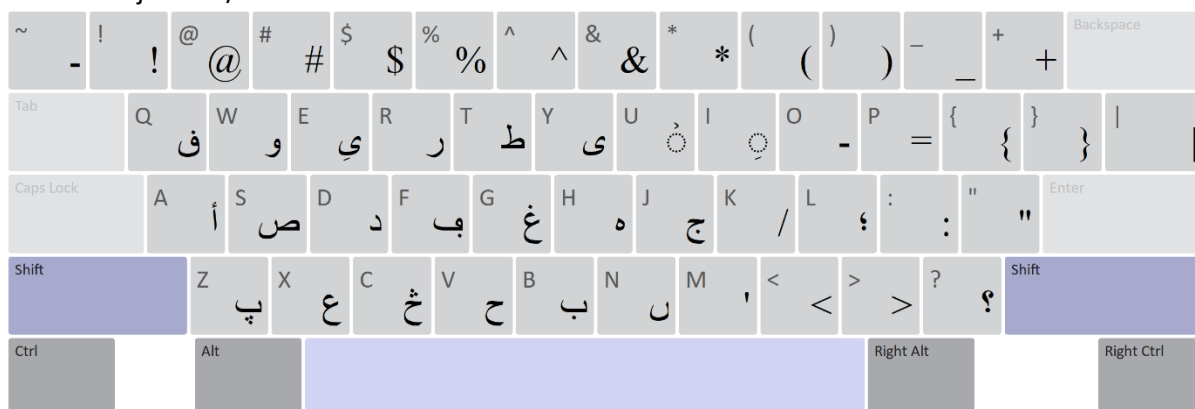 ~ - ! ! @ @ # # $ $ % % ^ ^ & & * * ( ( ) ) _ _ + + Backspace
Tab Q ف W و E ىِ R ر T ط Y ى U ◌ُ I ◌ِ O - P = { { } } | |
Caps Lock A أ S ص D د F ڢ G غ H ه J ج K / L ؛ : : " " Enter
Shift Z پ X ع C ڠ V ح B ب N ں M ' < < > > ? ؟ Shift
Ctrl Alt Right Alt Right Ctrl